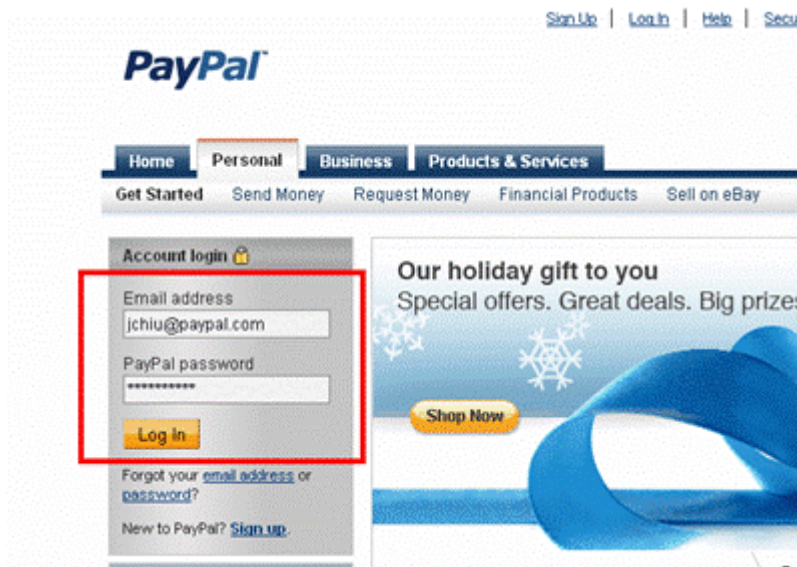 Sign Up | Log In | Help | Secu
PayPal
Home Personal Business Products & Services
Get Started Send Money Request Money Financial Products Sell on eBay
Account login
Email address
jchiu@paypal.com
PayPal password
**********
Log In
Forgot your email address or
password?
New to PayPal? Sign up.
Our holiday gift to you
Special offers. Great deals. Big prizes
Shop Now